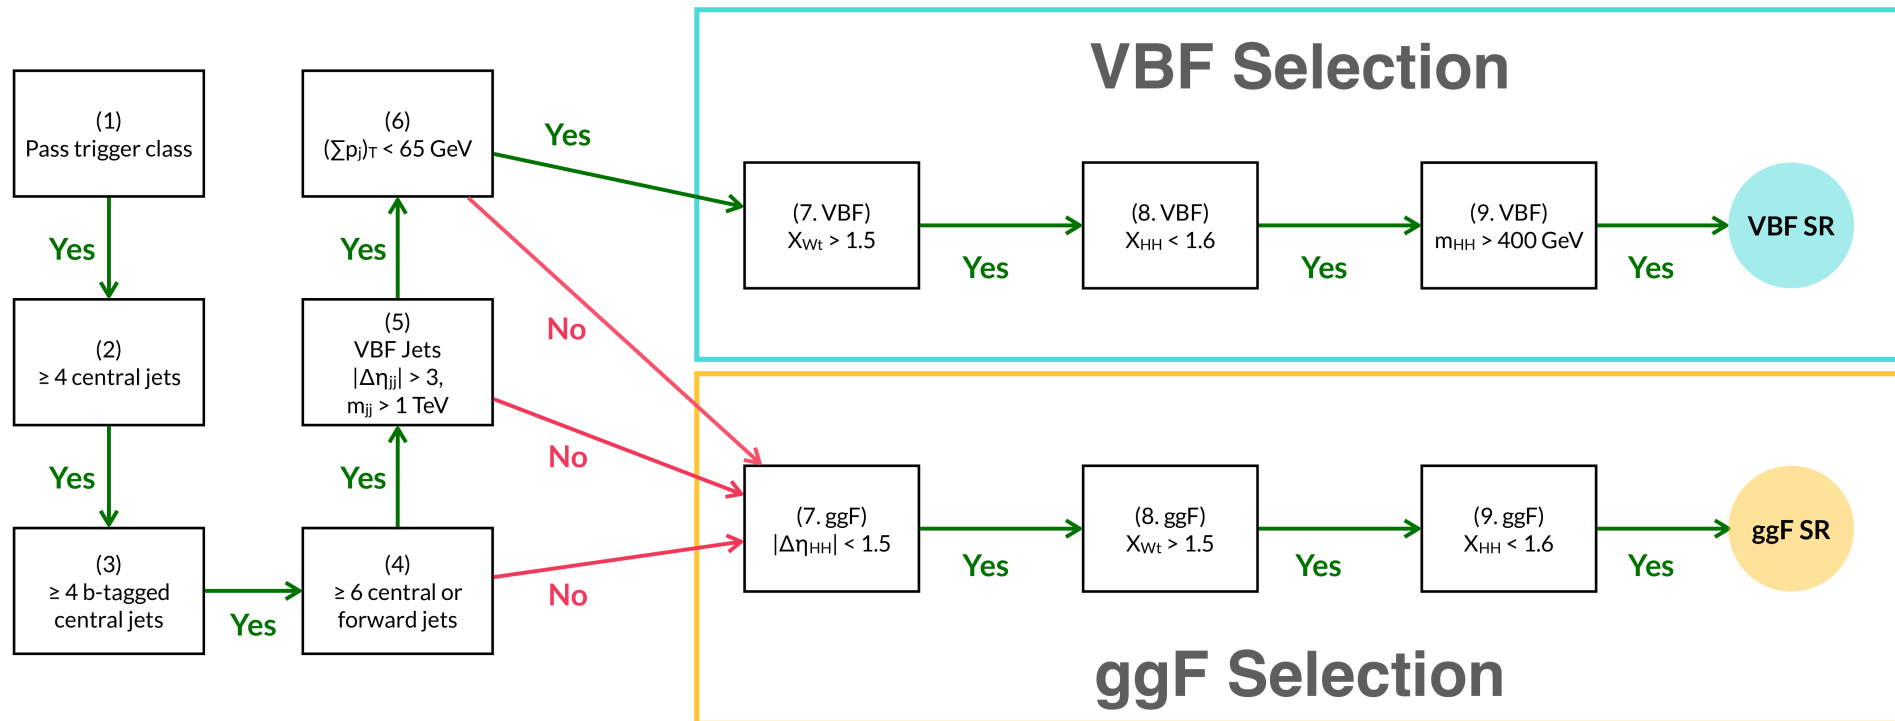 (1)
Pass trigger class
Yes
(2)
≥ 4 central jets
Yes
(3)
≥ 4 b-tagged
central jets
Yes
(4)
≥ 6 central or
forward jets
Yes
No
(5)
VBF Jets
|Δηjj| > 3,
mjj > 1 TeV
Yes
No
(6)
(∑pj)T < 65 GeV
Yes
No
VBF Selection
(7. VBF)
XWt > 1.5
Yes
(8. VBF)
XHH < 1.6
Yes
(9. VBF)
mHH > 400 GeV
Yes
VBF SR
(7. ggF)
|ΔηHH| < 1.5
Yes
(8. ggF)
XWt > 1.5
Yes
(9. ggF)
XHH < 1.6
Yes
ggF SR
ggF Selection